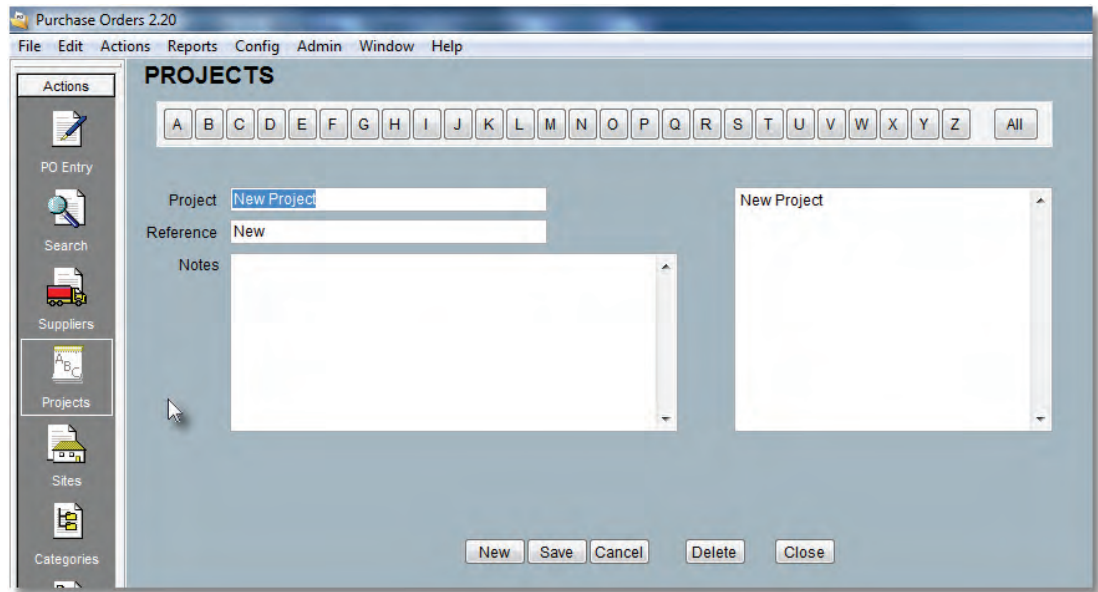 Purchase Orders 2.20
File Edit Actions Reports Config Admin Window Help
Actions
PO Entry
Search
Suppliers
ABC
Projects
Sites
Categories
PROJECTS
A B C D E F G H I J K L M N O P Q R S T U V W X Y Z All
Project New Project
Reference New
Notes
New Project
New Save Cancel Delete Close